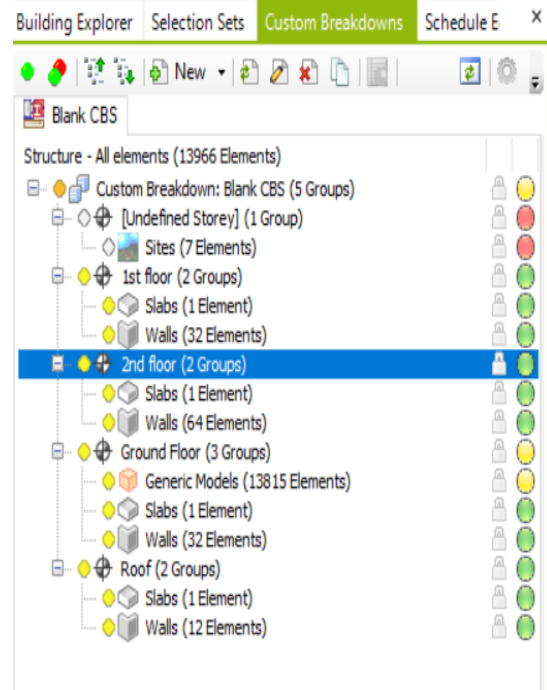 Building Explorer Selection Sets Custom Breakdowns Schedule E
New
Blank CBS
Structure - All elements (13966 Elements)
Custom Breakdown: Blank CBS (5 Groups)
[Undefined Storey] (1 Group)
Sites (7 Elements)
1st floor (2 Groups)
Slabs (1 Element)
Walls (32 Elements)
2nd floor (2 Groups)
Slabs (1 Element)
Walls (64 Elements)
Ground Floor (3 Groups)
Generic Models (13815 Elements)
Slabs (1 Element)
Walls (32 Elements)
Roof (2 Groups)
Slabs (1 Element)
Walls (12 Elements)